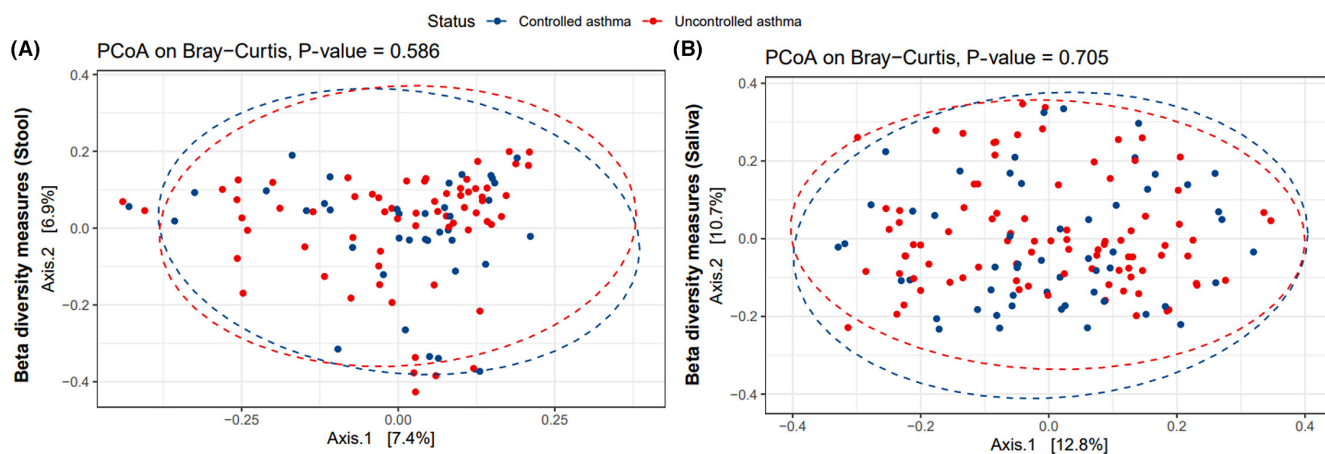 Status Controlled asthma Uncontrolled asthma
(A)
PCoA on Bray−Curtis, P-value = 0.586
Beta diversity measures (Stool)
Axis.2 [6.9%]
0.4
0.2
0.0
−0.2
−0.4
−0.25 0.00 0.25
Axis.1 [7.4%]
(B)
PCoA on Bray−Curtis, P-value = 0.705
Beta diversity measures (Saliva)
Axis.2 [10.7%]
0.4
0.2
0.0
−0.2
−0.4
−0.4 −0.2 0.0 0.2 0.4
Axis.1 [12.8%]